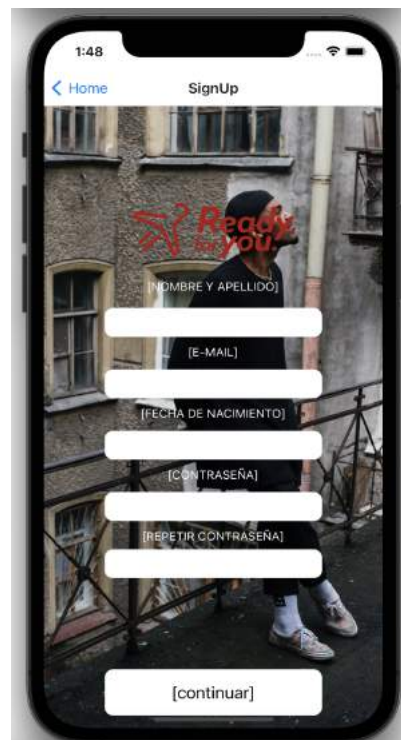 1:48
Home
SignUp
Ready
for you.
[NOMBRE Y APELLIDO]
[E-MAIL]
[FECHA DE NACIMIENTO]
[CONTRASEÑA]
[REPETIR CONTRASEÑA]
[continuar]